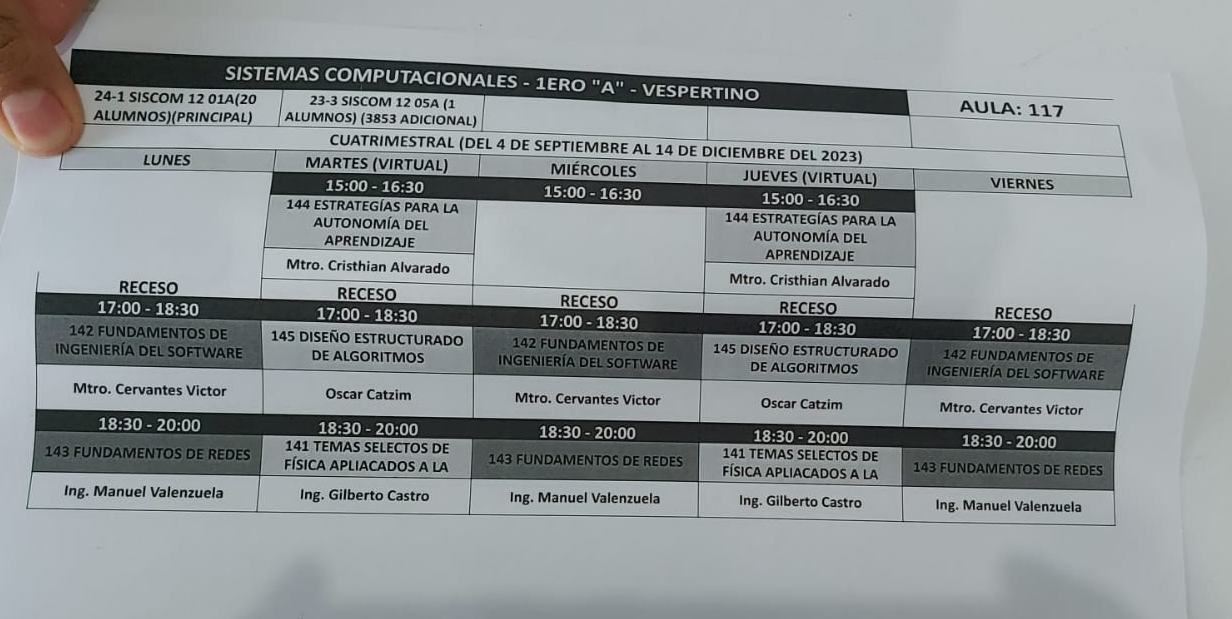 SISTEMAS COMPUTACIONALES - 1ERO "A" - VESPERTINO
AULA: 117
24-1 SISCOM 12 01A(20
ALUMNOS)(PRINCIPAL)
23-3 SISCOM 12 05A (1
ALUMNOS) (3853 ADICIONAL)
CUATRIMESTRAL (DEL 4 DE SEPTIEMBRE AL 14 DE DICIEMBRE DEL 2023)
LUNES
MARTES (VIRTUAL)
MIÉRCOLES
JUEVES (VIRTUAL)
VIERNES
15:00 - 16:30
15:00 - 16:30
15:00 - 16:30
144 ESTRATEGÍAS PARA LA
AUTONOMÍA DEL
APRENDIZAJE
144 ESTRATEGÍAS PARA LA
AUTONOMÍA DEL
APRENDIZAJE
Mtro. Cristhian Alvarado
Mtro. Cristhian Alvarado
RECESO
RECESO
RECESO
RECESO
RECESO
17:00 - 18:30
17:00 - 18:30
17:00 - 18:30
17:00 - 18:30
17:00 - 18:30
142 FUNDAMENTOS DE
INGENIERÍA DEL SOFTWARE
145 DISEÑO ESTRUCTURADO
DE ALGORITMOS
142 FUNDAMENTOS DE
INGENIERÍA DEL SOFTWARE
145 DISEÑO ESTRUCTURADO
DE ALGORITMOS
142 FUNDAMENTOS DE
INGENIERÍA DEL SOFTWARE
Mtro. Cervantes Victor
Oscar Catzim
Mtro. Cervantes Victor
Oscar Catzim
Mtro. Cervantes Victor
18:30 - 20:00
18:30 - 20:00
18:30 - 20:00
18:30 - 20:00
18:30 - 20:00
143 FUNDAMENTOS DE REDES
141 TEMAS SELECTOS DE
FÍSICA APLIACADOS A LA
143 FUNDAMENTOS DE REDES
141 TEMAS SELECTOS DE
FÍSICA APLIACADOS A LA
143 FUNDAMENTOS DE REDES
Ing. Manuel Valenzuela
Ing. Gilberto Castro
Ing. Manuel Valenzuela
Ing. Gilberto Castro
Ing. Manuel Valenzuela